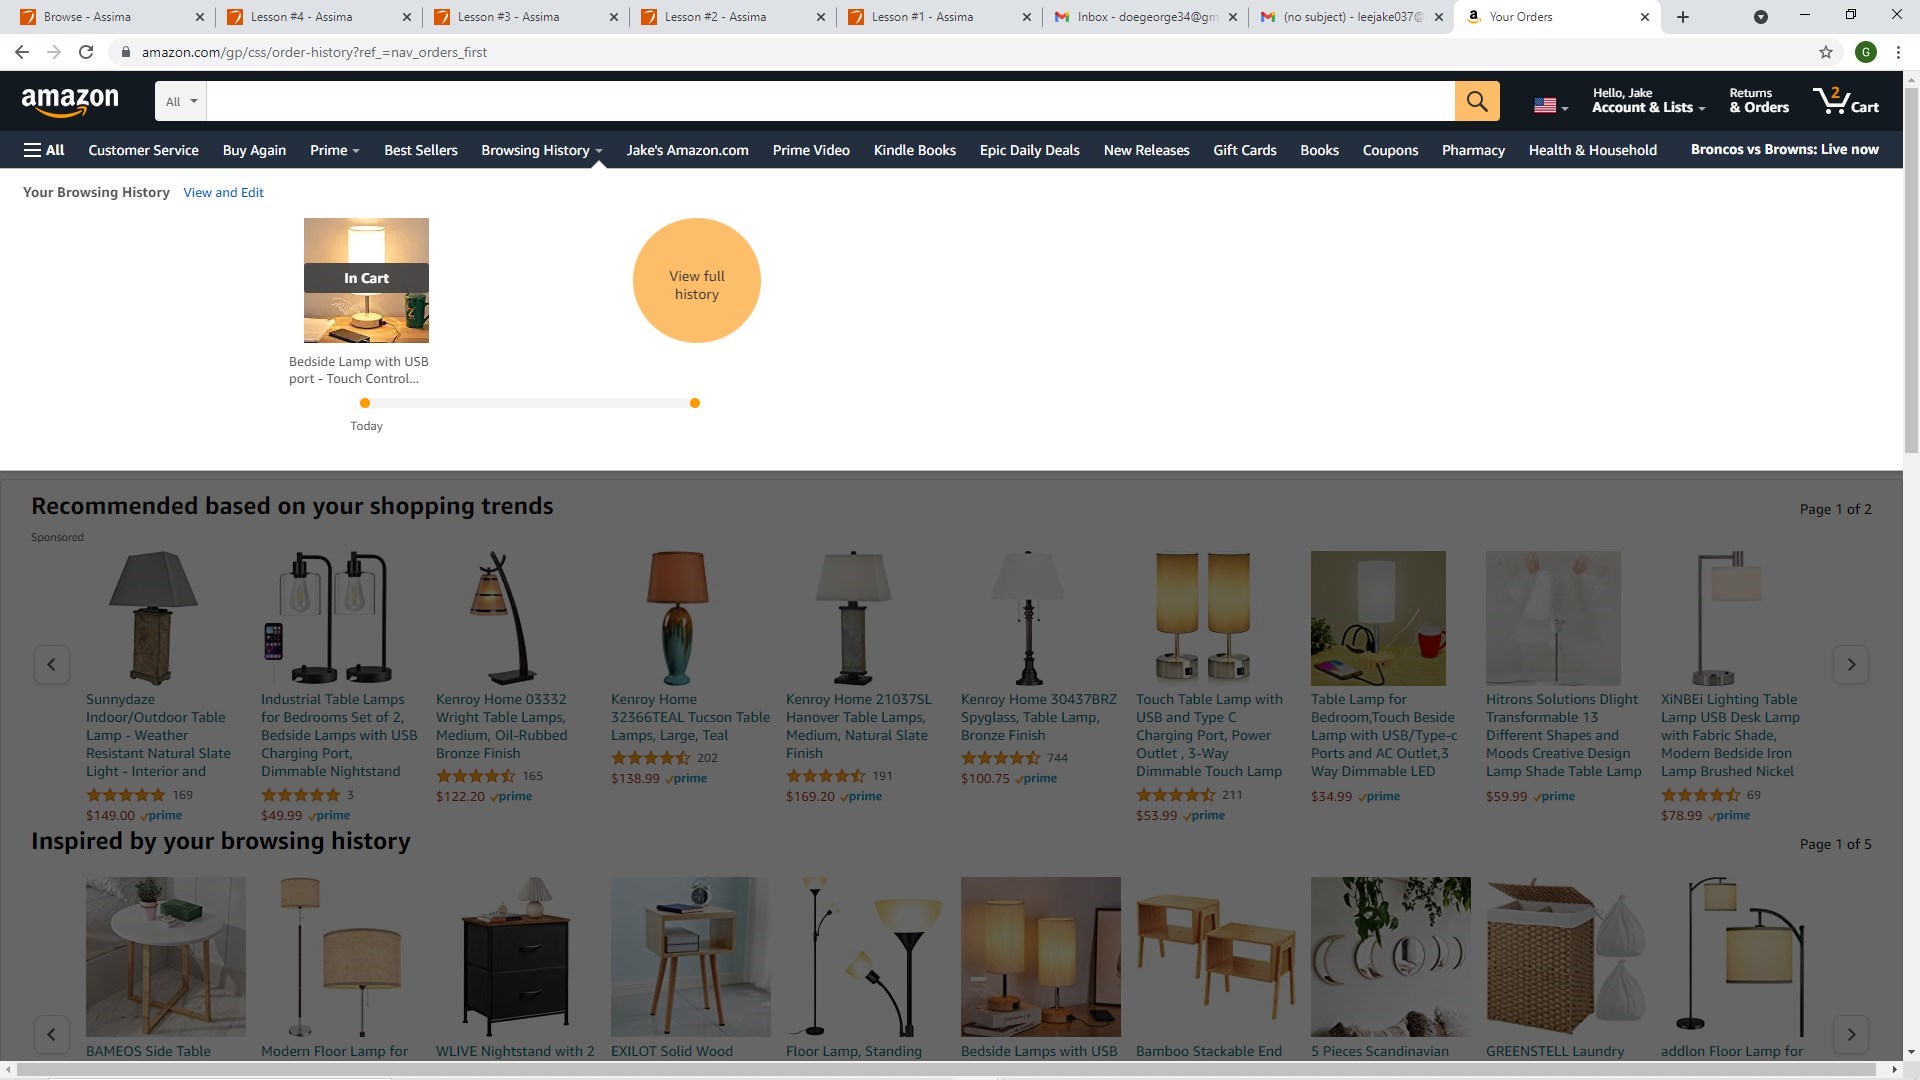 Browse - Assima
Lesson #4 - Assima
Lesson #3 - Assima
Lesson #2 - Assima
Lesson #1 - Assima
Inbox - doegeorge34@gm
(no subject) - leejake037@
Your Orders
amazon.com/gp/css/order-history?ref_=nav_orders_first
G
amazon
All
Hello, Jake
Account & Lists
Returns
& Orders
2
Cart
All
Customer Service
Buy Again
Prime
Best Sellers
Browsing History
Jake's Amazon.com
Prime Video
Kindle Books
Epic Daily Deals
New Releases
Gift Cards
Books
Coupons
Pharmacy
Health & Household
Broncos vs Browns: Live now
Your Browsing History
View and Edit
In Cart
Bedside Lamp with USB
port - Touch Control...
View full
history
Today
Recommended based on your shopping trends
Page 1 of 2
Sponsored
Sunnydaze
Indoor/Outdoor Table
Lamp - Weather
Resistant Natural Slate
Light - Interior and
169
$149.00 prime
Industrial Table Lamps
for Bedrooms Set of 2,
Bedside Lamps with USB
Charging Port,
Dimmable Nightstand
3
$49.99 prime
Kenroy Home 03332
Wright Table Lamps,
Medium, Oil-Rubbed
Bronze Finish
165
$122.20 prime
Kenroy Home
32366TEAL Tucson Table
Lamps, Large, Teal
202
$138.99 prime
Kenroy Home 21037SL
Hanover Table Lamps,
Medium, Natural Slate
Finish
191
$169.20 prime
Kenroy Home 30437BRZ
Spyglass, Table Lamp,
Bronze Finish
744
$100.75 prime
Touch Table Lamp with
USB and Type C
Charging Port, Power
Outlet , 3-Way
Dimmable Touch Lamp
211
$53.99 prime
Table Lamp for
Bedroom,Touch Beside
Lamp with USB/Type-c
Ports and AC Outlet,3
Way Dimmable LED
$34.99 prime
Hitrons Solutions Dlight
Transformable 13
Different Shapes and
Moods Creative Design
Lamp Shade Table Lamp
$59.99 prime
XiNBEi Lighting Table
Lamp USB Desk Lamp
with Fabric Shade,
Modern Bedside Iron
Lamp Brushed Nickel
69
$78.99 prime
Inspired by your browsing history
Page 1 of 5
BAMEOS Side Table
Modern Floor Lamp for
WLIVE Nightstand with 2
EXILOT Solid Wood
Floor Lamp, Standing
Bedside Lamps with USB
Bamboo Stackable End
5 Pieces Scandinavian
GREENSTELL Laundry
addlon Floor Lamp for